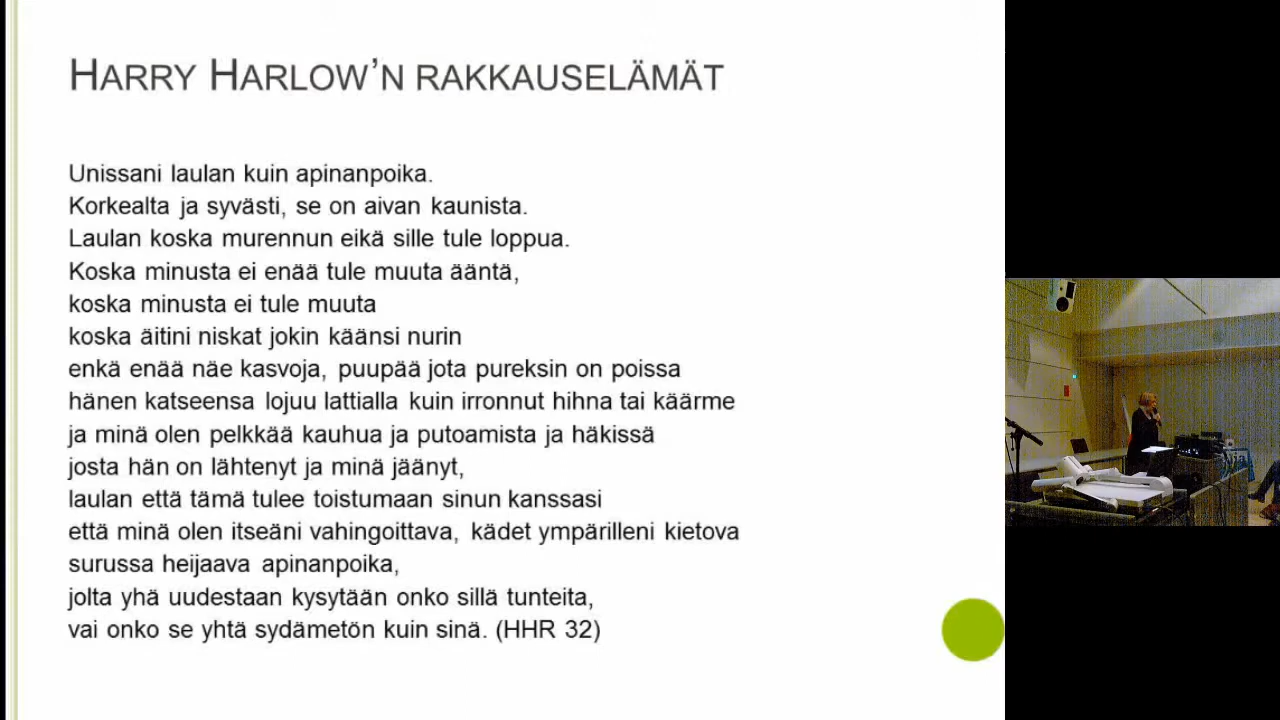 HARRY HARLOW’N RAKKAUSELÄMÄT
Unissani laulan kuin apinanpoika.
Korkealta ja syvästi, se on aivan kaunista.
Laulan koska murennun eikä sille tule loppua.
Koska minusta ei enää tule muuta ääntä,
koska minusta ei tule muuta
koska äitini niskat jokin käänsi nurin
enkä enää näe kasvoja, puupää jota pureksin on poissa
hänen katseensa lojuu lattialla kuin irronnut hihna tai käärme
ja minä olen pelkkää kauhua ja putoamista ja häkissä
josta hän on lähtenyt ja minä jäänyt,
laulan että tämä tulee toistumaan sinun kanssasi
että minä olen itseäni vahingoittava, kädet ympärilleni kietova
surussa heijaava apinanpoika,
jolta yhä uudestaan kysytään onko sillä tunteita,
vai onko se yhtä sydämetön kuin sinä. (HHR 32)